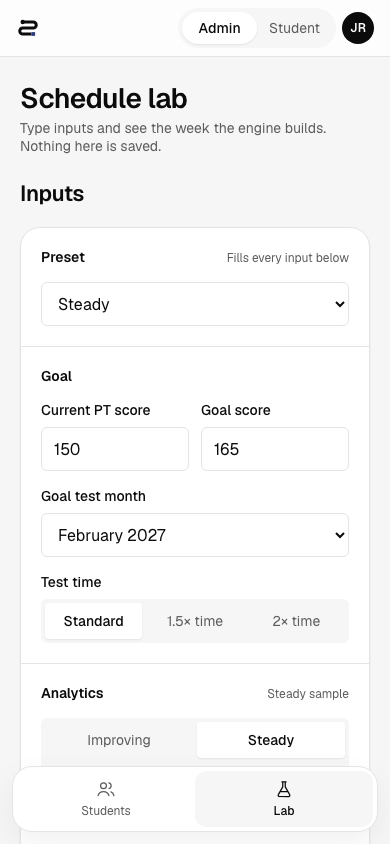 Admin
Student
JR
Schedule lab
Type inputs and see the week the engine builds.
Nothing here is saved.
Inputs
Preset
Fills every input below
Steady
Goal
Current PT score
Goal score
150
165
Goal test month
February 2027
Test time
Standard
1.5× time
2× time
Analytics
Steady sample
Improving
Steady
Students
Lab